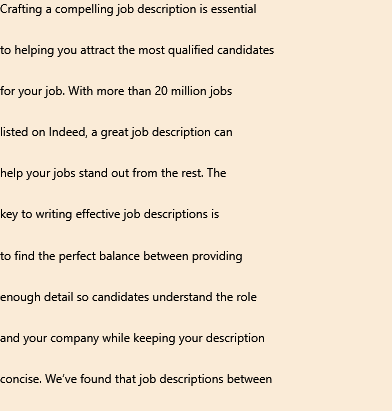 Crafting a compelling job description is essential
to helping you attract the most qualified candidates
for your job. With more than 20 million jobs
listed on Indeed, a great job description can
help your jobs stand out from the rest. The
key to writing effective job descriptions is
to find the perfect balance between providing
enough detail so candidates understand the role
and your company while keeping your description
concise. We've found that job descriptions between